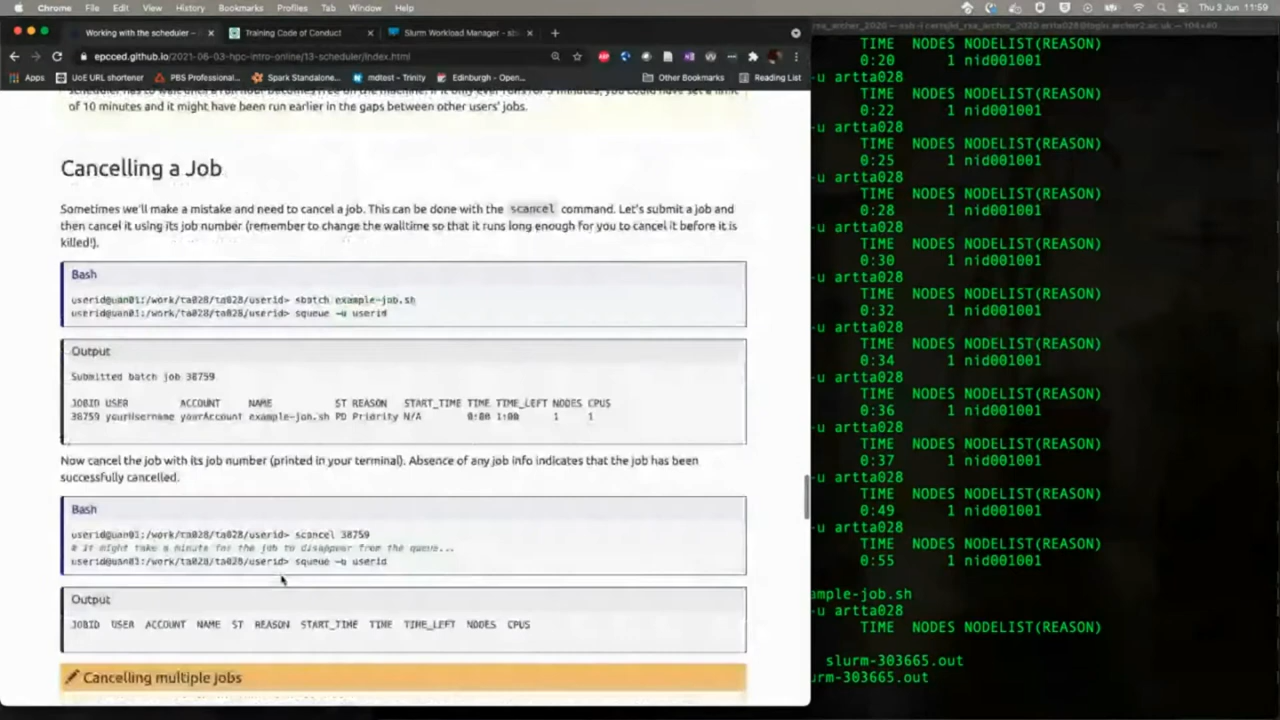 Chrome File Edit View History Bookmarks Profiles Tab Window Help Thu 3 Jun 11:59
Working with the scheduler – Training Code of Conduct Slurm Workload Manager - sb
epcced.github.io/2021-06-03-hpc-intro-online/13-scheduler/index.html
Apps UoE URL shortener PBS Professional... Spark Standalone... mdtest - Trinity Edinburgh - Open... Other Bookmarks Reading List
of 10 minutes and it might have been run earlier in the gaps between other users' jobs.
Cancelling a Job
Sometimes we'll make a mistake and need to cancel a job. This can be done with the scancel command. Let's submit a job and
then cancel it using its job number (remember to change the walltime so that it runs long enough for you to cancel it before it is
killed!).
Bash
userid@uan01:/work/ta028/ta028/userid> sbatch example-job.sh
userid@uan01:/work/ta028/ta028/userid> squeue -u userid
Output
Submitted batch job 38759
JOBID USER ACCOUNT NAME ST REASON START_TIME TIME TIME_LEFT NODES CPUS
38759 yourUsername yourAccount example-job.sh PD Priority N/A 0:00 1:00 1 1
Now cancel the job with its job number (printed in your terminal). Absence of any job info indicates that the job has been
successfully cancelled.
Bash
userid@uan01:/work/ta028/ta028/userid> scancel 38759
# It might take a minute for the job to disappear from the queue...
userid@uan01:/work/ta028/ta028/userid> squeue -u userid
Output
JOBID USER ACCOUNT NAME ST REASON START_TIME TIME TIME_LEFT NODES CPUS
Cancelling multiple jobs
TIME NODES NODELIST(REASON)
0:20 1 nid001001
-u artta028
TIME NODES NODELIST(REASON)
0:22 1 nid001001
-u artta028
TIME NODES NODELIST(REASON)
0:25 1 nid001001
-u artta028
TIME NODES NODELIST(REASON)
0:28 1 nid001001
-u artta028
TIME NODES NODELIST(REASON)
0:30 1 nid001001
-u artta028
TIME NODES NODELIST(REASON)
0:32 1 nid001001
-u artta028
TIME NODES NODELIST(REASON)
0:34 1 nid001001
-u artta028
TIME NODES NODELIST(REASON)
0:36 1 nid001001
-u artta028
TIME NODES NODELIST(REASON)
0:37 1 nid001001
-u artta028
TIME NODES NODELIST(REASON)
0:49 1 nid001001
-u artta028
TIME NODES NODELIST(REASON)
0:55 1 nid001001
ample-job.sh
-u artta028
TIME NODES NODELIST(REASON)
slurm-303665.out
urm-303665.out